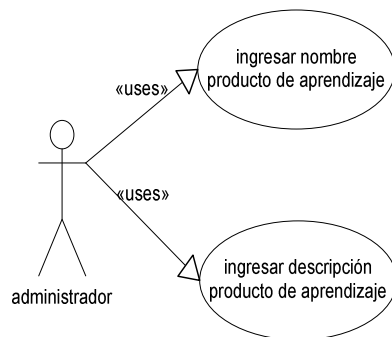 ingresar nombre
producto de aprendizaje
«uses»
«uses»
ingresar descripción
producto de aprendizaje
administrador